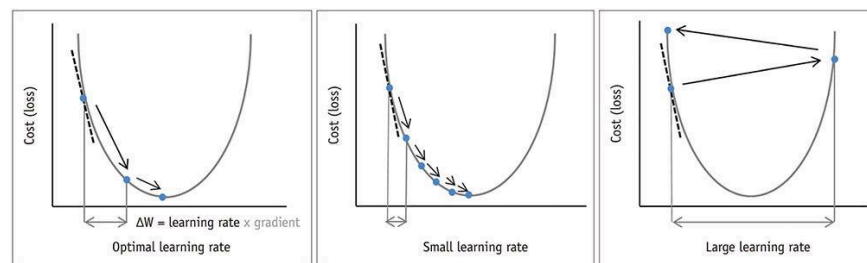 Cost (loss)
ΔW = learning rate x gradient
Optimal learning rate
Cost (loss)
Small learning rate
Cost (loss)
Large learning rate